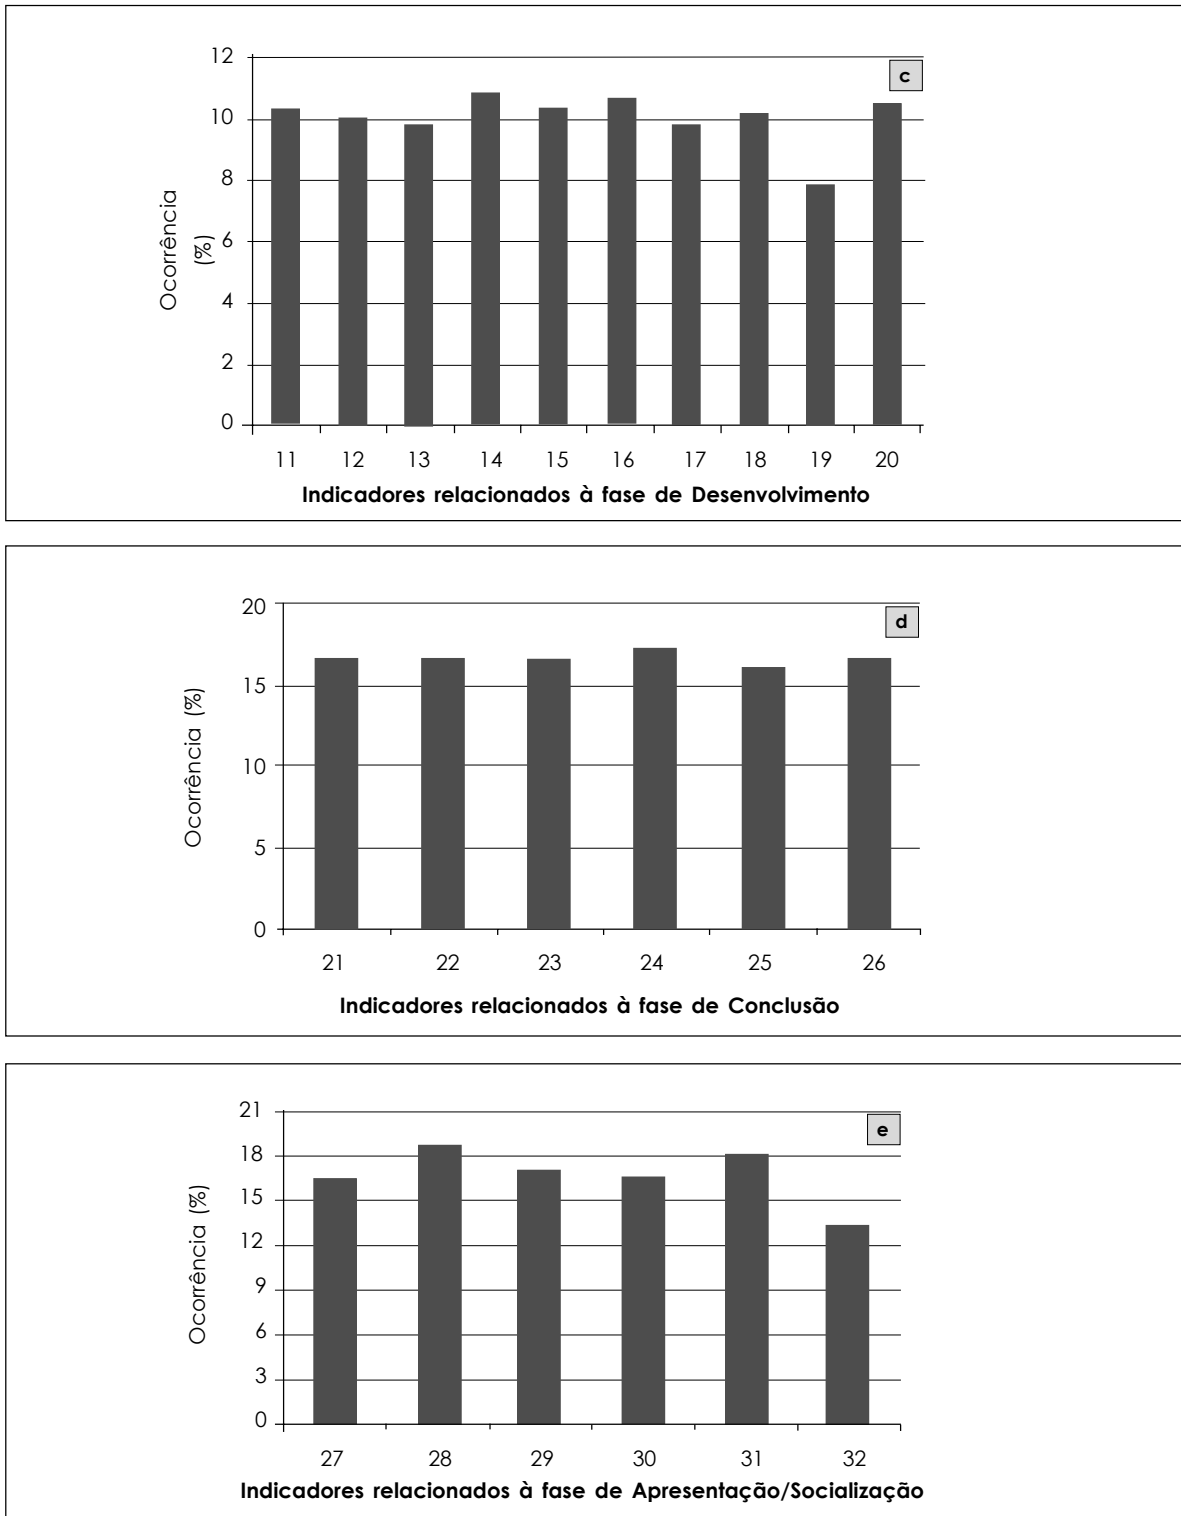 12
c
10
8
6
4
2
0
Ocorrência
(%)
11 12 13 14 15 16 17 18 19 20
Indicadores relacionados à fase de Desenvolvimento
20
d
15
10
5
0
Ocorrência (%)
21 22 23 24 25 26
Indicadores relacionados à fase de Conclusão
21
e
18
15
12
9
6
3
0
Ocorrência (%)
27 28 29 30 31 32
Indicadores relacionados à fase de Apresentação/Socialização